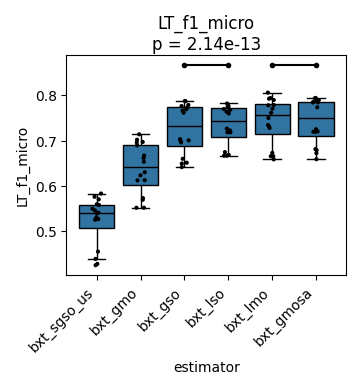 LT_f1_micro
p = 2.14e-13
LT_f1_micro
0.8
0.7
0.6
0.5
bxt_sgso_us
bxt_gmo
bxt_gso
bxt_lso
bxt_lmo
bxt_gmosa
estimator